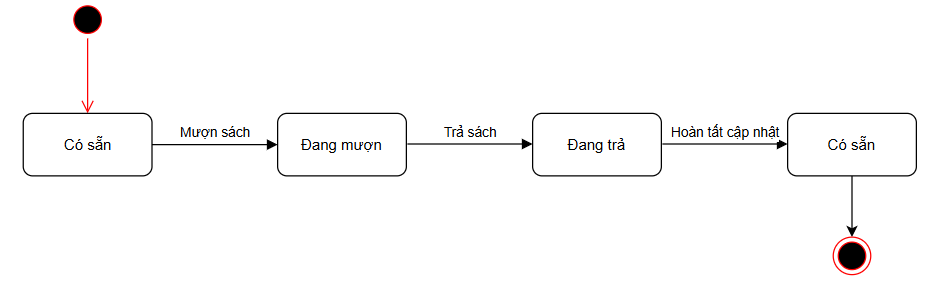 Có sẵn
Mượn sách
Đang mượn
Trả sách
Đang trả
Hoàn tất cập nhật
Có sẵn